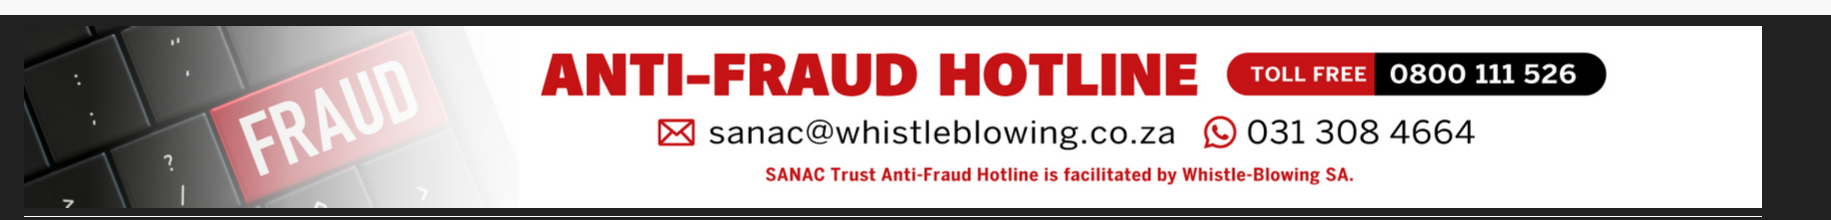 FRAUD
ANTI-FRAUD HOTLINE TOLL FREE 0800 111 526
sanac@whistleblowing.co.za 031 308 4664
SANAC Trust Anti-Fraud Hotline is facilitated by Whistle-Blowing SA.